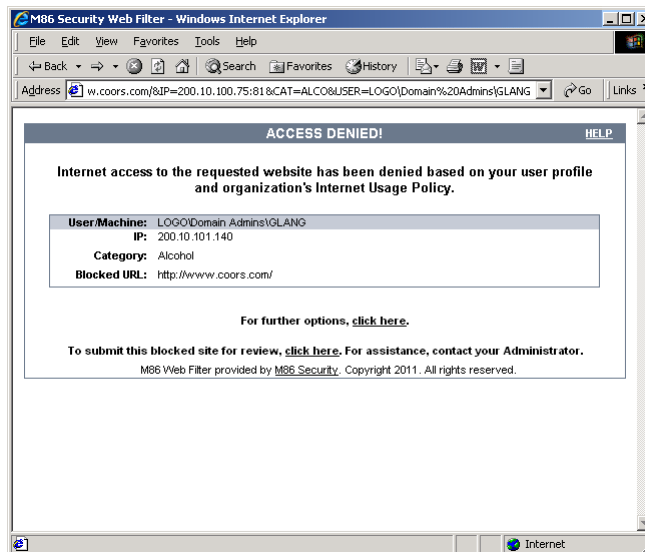 M86 Security Web Filter - Windows Internet Explorer
File Edit View Favorites Tools Help
Back Search Favorites History
Address w.coors.com/&IP=200.10.100.75:81&CAT=ALCO&USER=LOGO\Domain%20Admins\GLANG Go Links
ACCESS DENIED! HELP
Internet access to the requested website has been denied based on your user profile
and organization's Internet Usage Policy.
User/Machine: LOGO\Domain Admins\GLANG
IP: 200.10.101.140
Category: Alcohol
Blocked URL: http://www.coors.com/
For further options, click here.
To submit this blocked site for review, click here. For assistance, contact your Administrator.
M86 Web Filter provided by M86 Security. Copyright 2011. All rights reserved.
Internet